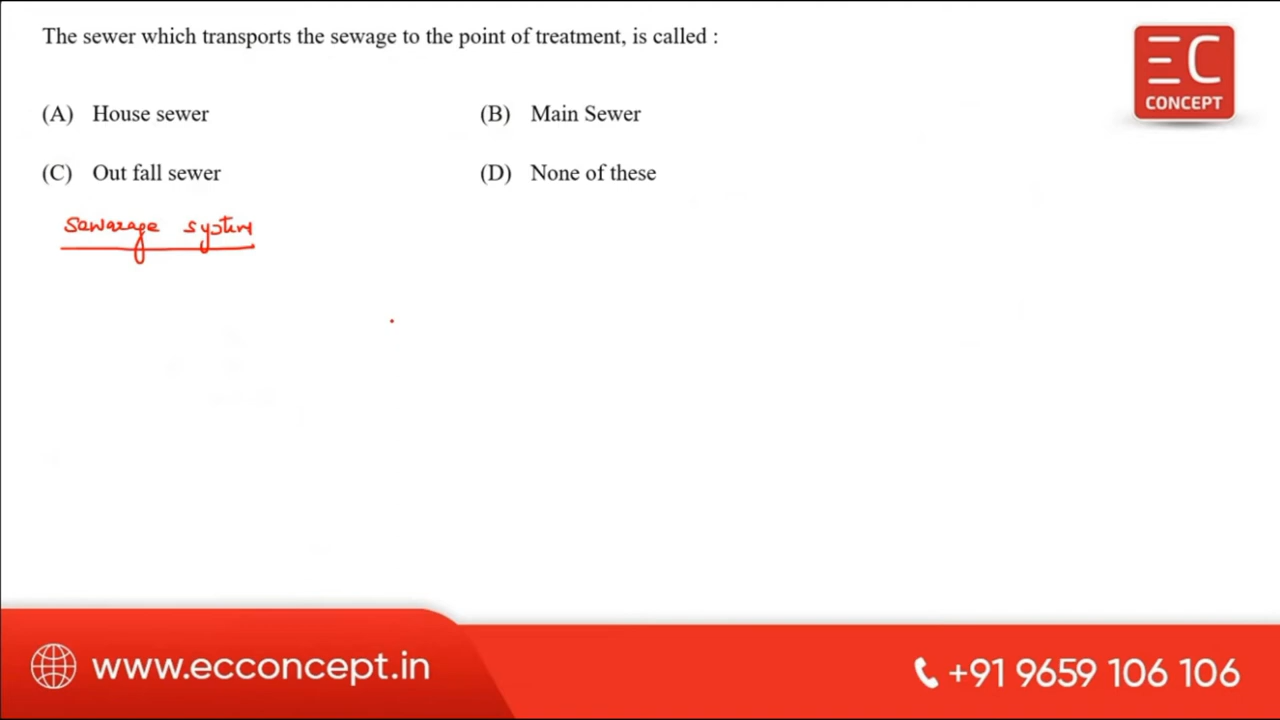 The sewer which transports the sewage to the point of treatment, is called :
(A) House sewer
(B) Main Sewer
(C) Out fall sewer
(D) None of these
Sewarage system
EC
CONCEPT
www.ecconcept.in
+91 9659 106 106